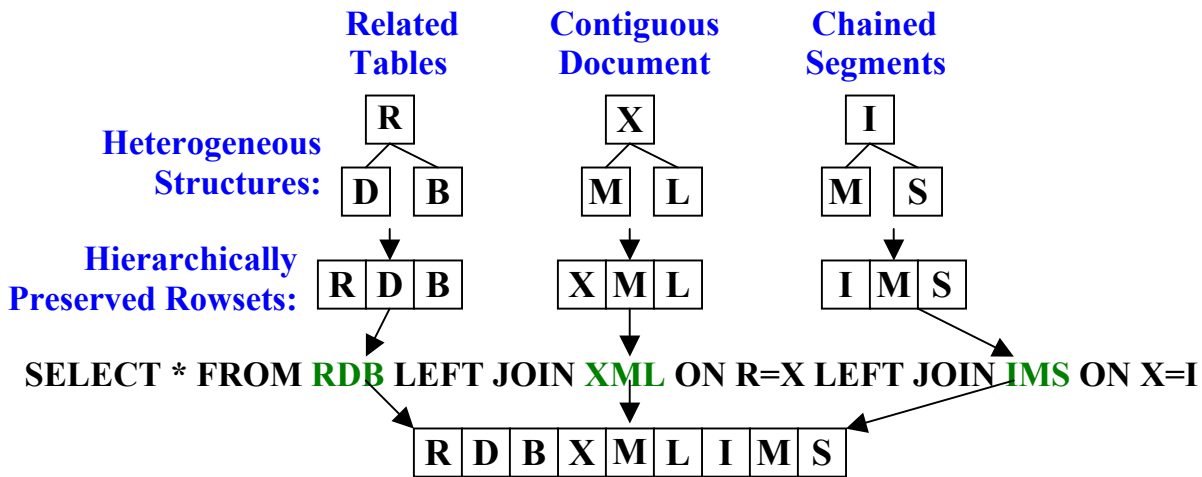 Related Contiguous Chained
Tables Document Segments
R X I
Heterogeneous
Structures:
D B M L M S
Hierarchically
Preserved Rowsets:
R D B X M L I M S
SELECT * FROM RDB LEFT JOIN XML ON R=X LEFT JOIN IMS ON X=I
R D B X M L I M S